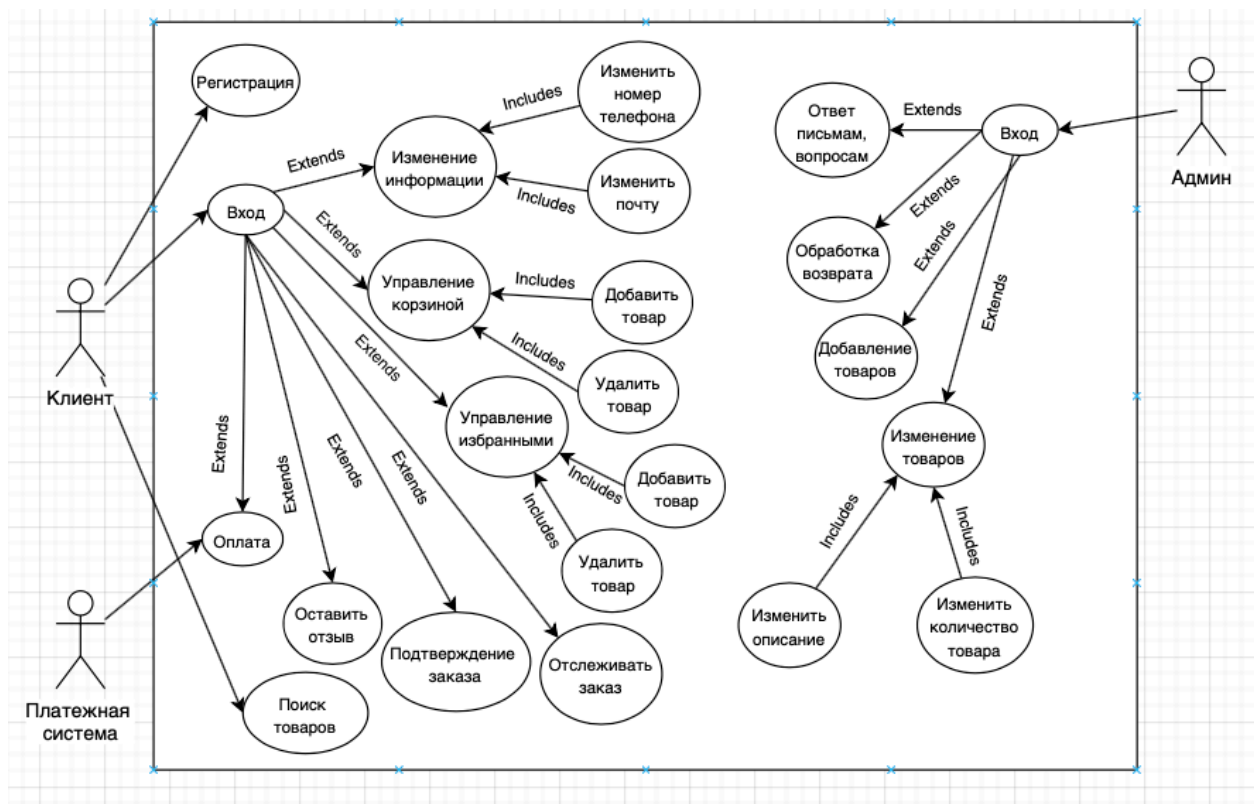 Регистрация
Изменить
номер
телефона
Includes
Изменение
информации
Extends
Изменить
почту
Includes
Вход
Extends
Управление
корзиной
Includes
Добавить
товар
Includes
Удалить
товар
Extends
Управление
избранными
Includes
Добавить
товар
Includes
Удалить
товар
Клиент
Extends
Extends
Extends
Extends
Оплата
Оставить
отзыв
Подтверждение
заказа
Отслеживать
заказ
Поиск
товаров
Платежная
система
Ответ
письмам,
вопросам
Extends
Вход
Админ
Extends
Обработка
возврата
Extends
Добавление
товаров
Extends
Изменение
товаров
Includes
Includes
Изменить
описание
Изменить
количество
товара